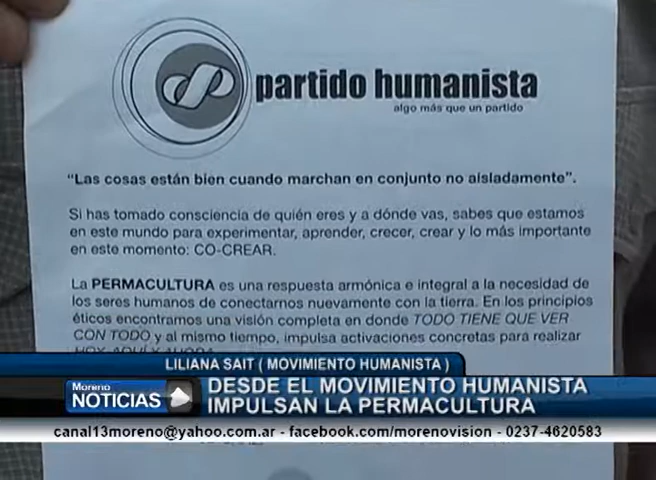 partido humanista
algo más que un partido
"Las cosas están bien cuando marchan en conjunto no aisladamente".
Si has tomado consciencia de quién eres y a dónde vas, sabes que estamos
en este mundo para experimentar, aprender, crecer, crear y lo más importante
en este momento: CO-CREAR.
La PERMACULTURA es una respuesta armónica e integral a la necesidad de
los seres humanos de conectarnos nuevamente con la tierra. En los principios
éticos encontramos una visión completa en donde TODO TIENE QUE VER
CON TODO y al mismo tiempo, impulsa activaciones concretas para realizar
HOY AQUÍ Y AHORA
LILIANA SAIT ( MOVIMIENTO HUMANISTA )
Moreno
NOTICIAS
DESDE EL MOVIMIENTO HUMANISTA
IMPULSAN LA PERMACULTURA
canal13moreno@yahoo.com.ar - facebook.com/morenovision - 0237-4620583